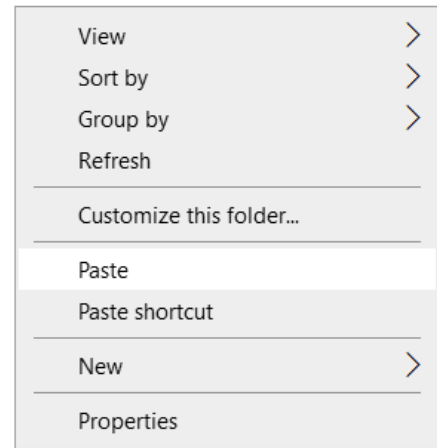 View
Sort by
Group by
Refresh
Customize this folder...
Paste
Paste shortcut
New
Properties